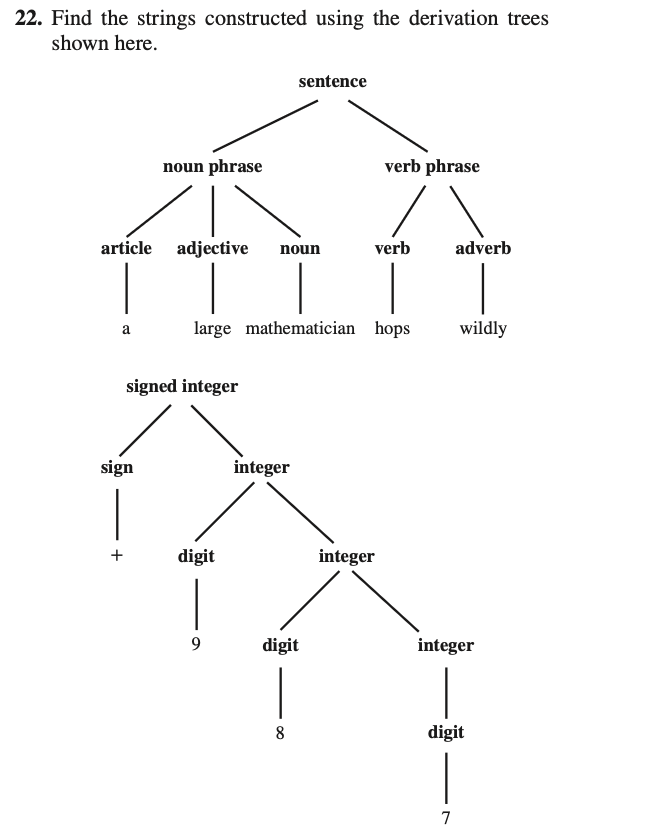 22. Find the strings constructed using the derivation trees
shown here.
sentence
noun phrase verb phrase
article adjective noun verb adverb
a large mathematician hops wildly
signed integer
sign integer
+ digit integer
9 digit integer
8 digit
7